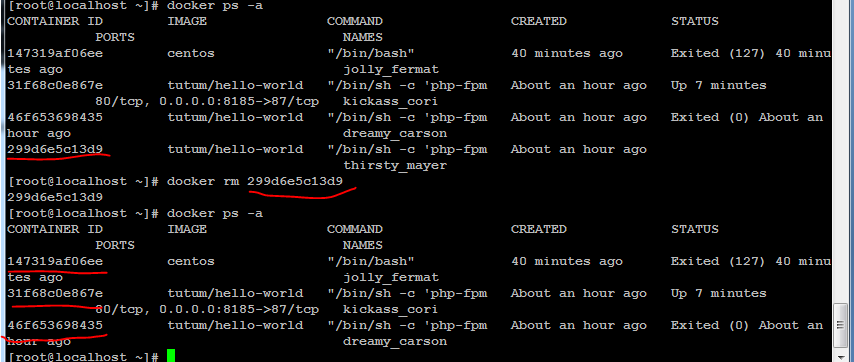 [root@localhost ~]# docker ps -a
CONTAINER ID IMAGE COMMAND CREATED STATUS
PORTS NAMES
147319af06ee centos "/bin/bash" 40 minutes ago Exited (127) 40 minu
tes ago jolly_fermat
31f68c0e867e tutum/hello-world "/bin/sh -c 'php-fpm About an hour ago Up 7 minutes
80/tcp, 0.0.0.0:8185->87/tcp kickass_cori
46f653698435 tutum/hello-world "/bin/sh -c 'php-fpm About an hour ago Exited (0) About an
hour ago dreamy_carson
299d6e5c13d9 tutum/hello-world "/bin/sh -c 'php-fpm About an hour ago
thirsty_mayer
[root@localhost ~]# docker rm 299d6e5c13d9
299d6e5c13d9
[root@localhost ~]# docker ps -a
CONTAINER ID IMAGE COMMAND CREATED STATUS
PORTS NAMES
147319af06ee centos "/bin/bash" 40 minutes ago Exited (127) 40 minu
tes ago jolly_fermat
31f68c0e867e tutum/hello-world "/bin/sh -c 'php-fpm About an hour ago Up 7 minutes
80/tcp, 0.0.0.0:8185->87/tcp kickass_cori
46f653698435 tutum/hello-world "/bin/sh -c 'php-fpm About an hour ago Exited (0) About an
hour ago dreamy_carson
[root@localhost ~]#